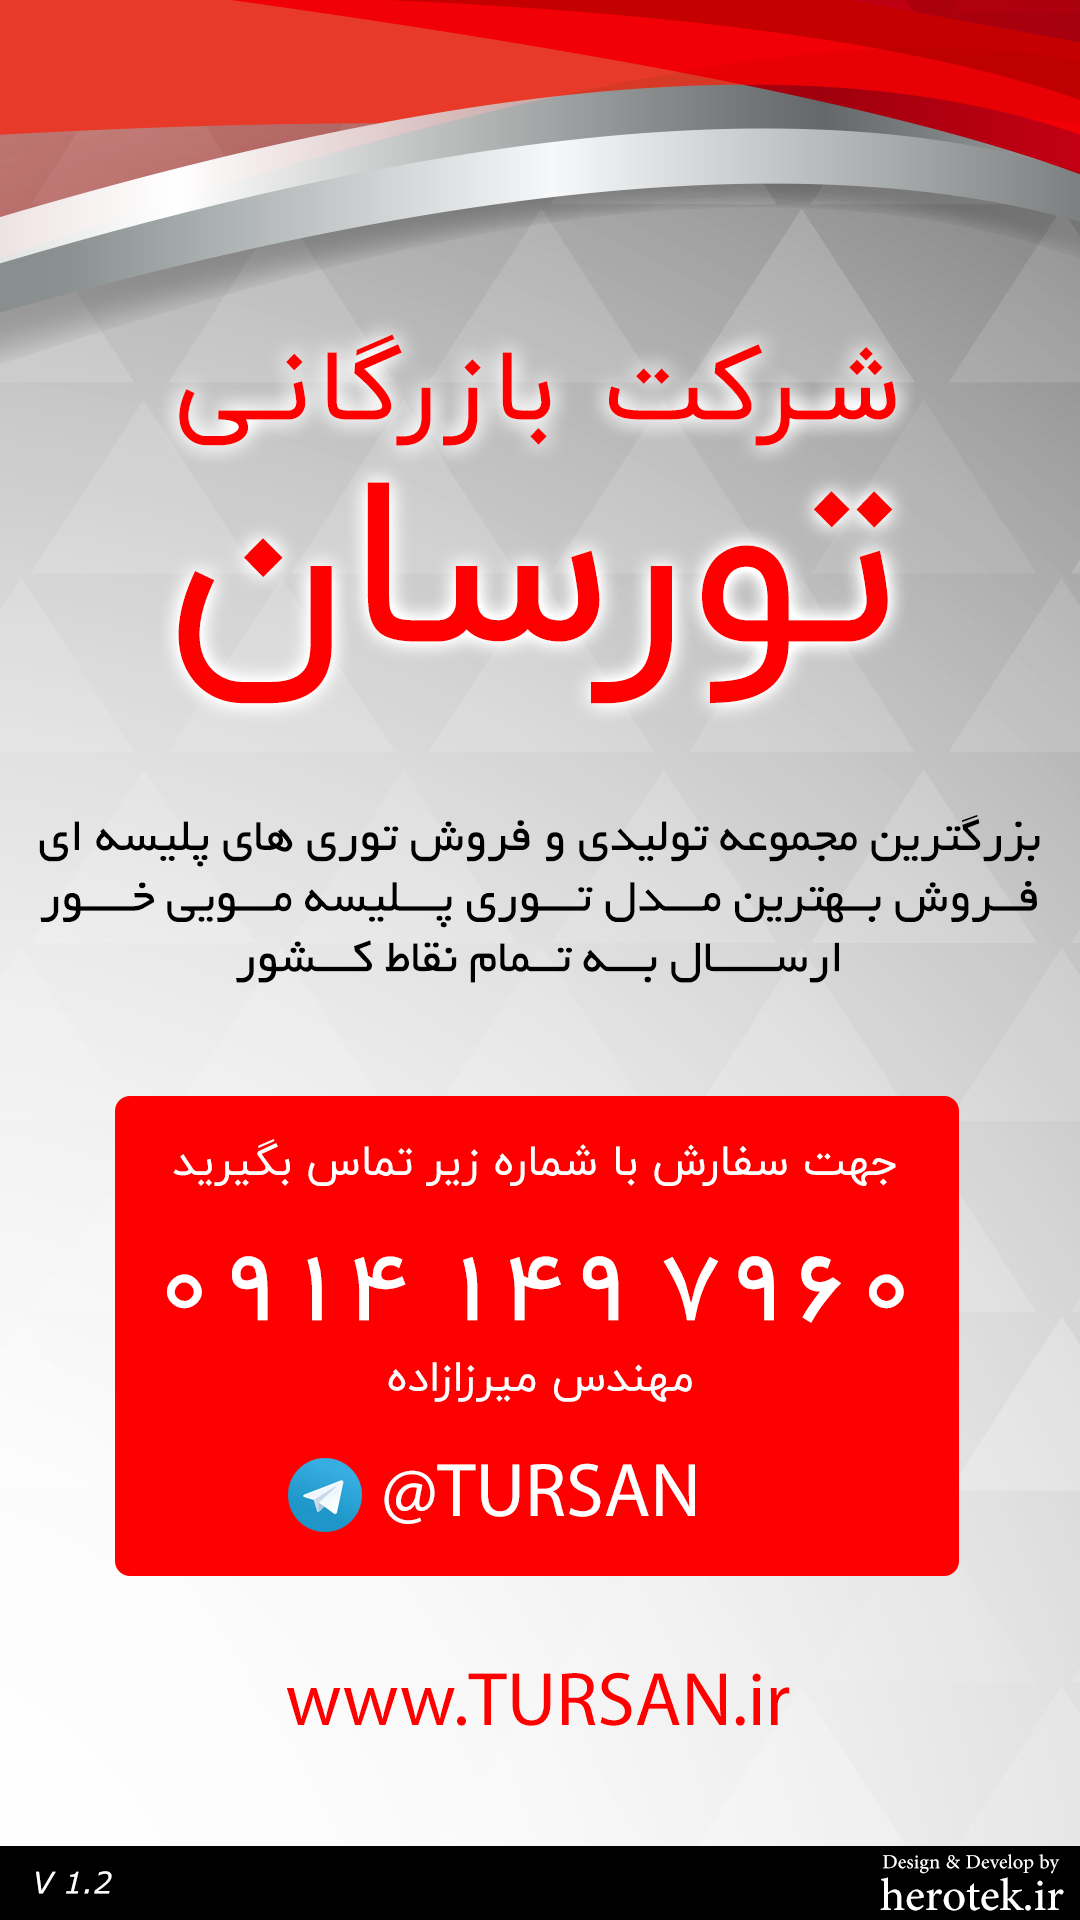 شرکت بازرگانی
تورسان
بزرگترین مجموعه تولیدی و فروش توری های پلیسه ای
فروش بهترین مدل توری پلیسه مویی خور
ارسال به تمام نقاط کشور
جهت سفارش با شماره زیر تماس بگیرید
۰۹۱۴ ۱۴۹ ۷۹۶۰
مهندس میرزازاده
@TURSAN
www.TURSAN.ir
V 1.2
Design & Develop by
herotek.ir